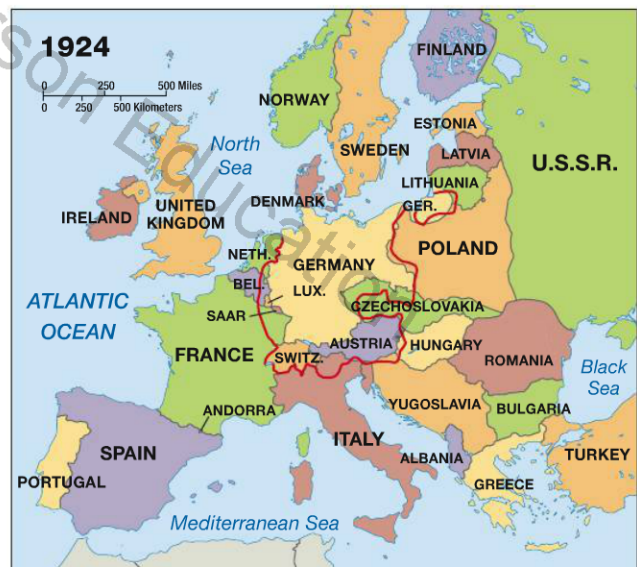 1924
0 250 500 Miles
0 250 500 Kilometers
FINLAND
NORWAY
ESTONIA
SWEDEN
North
Sea
LATVIA
U.S.S.R.
LITHUANIA
DENMARK
GER.
IRELAND
UNITED
KINGDOM
POLAND
NETH.
GERMANY
BEL.
LUX.
ATLANTIC
OCEAN
CZECHOSLOVAKIA
SAAR
AUSTRIA
HUNGARY
FRANCE
SWITZ.
ROMANIA
Black
Sea
YUGOSLAVIA
BULGARIA
ANDORRA
ITALY
SPAIN
ALBANIA
TURKEY
PORTUGAL
GREECE
Mediterranean Sea
rson Education